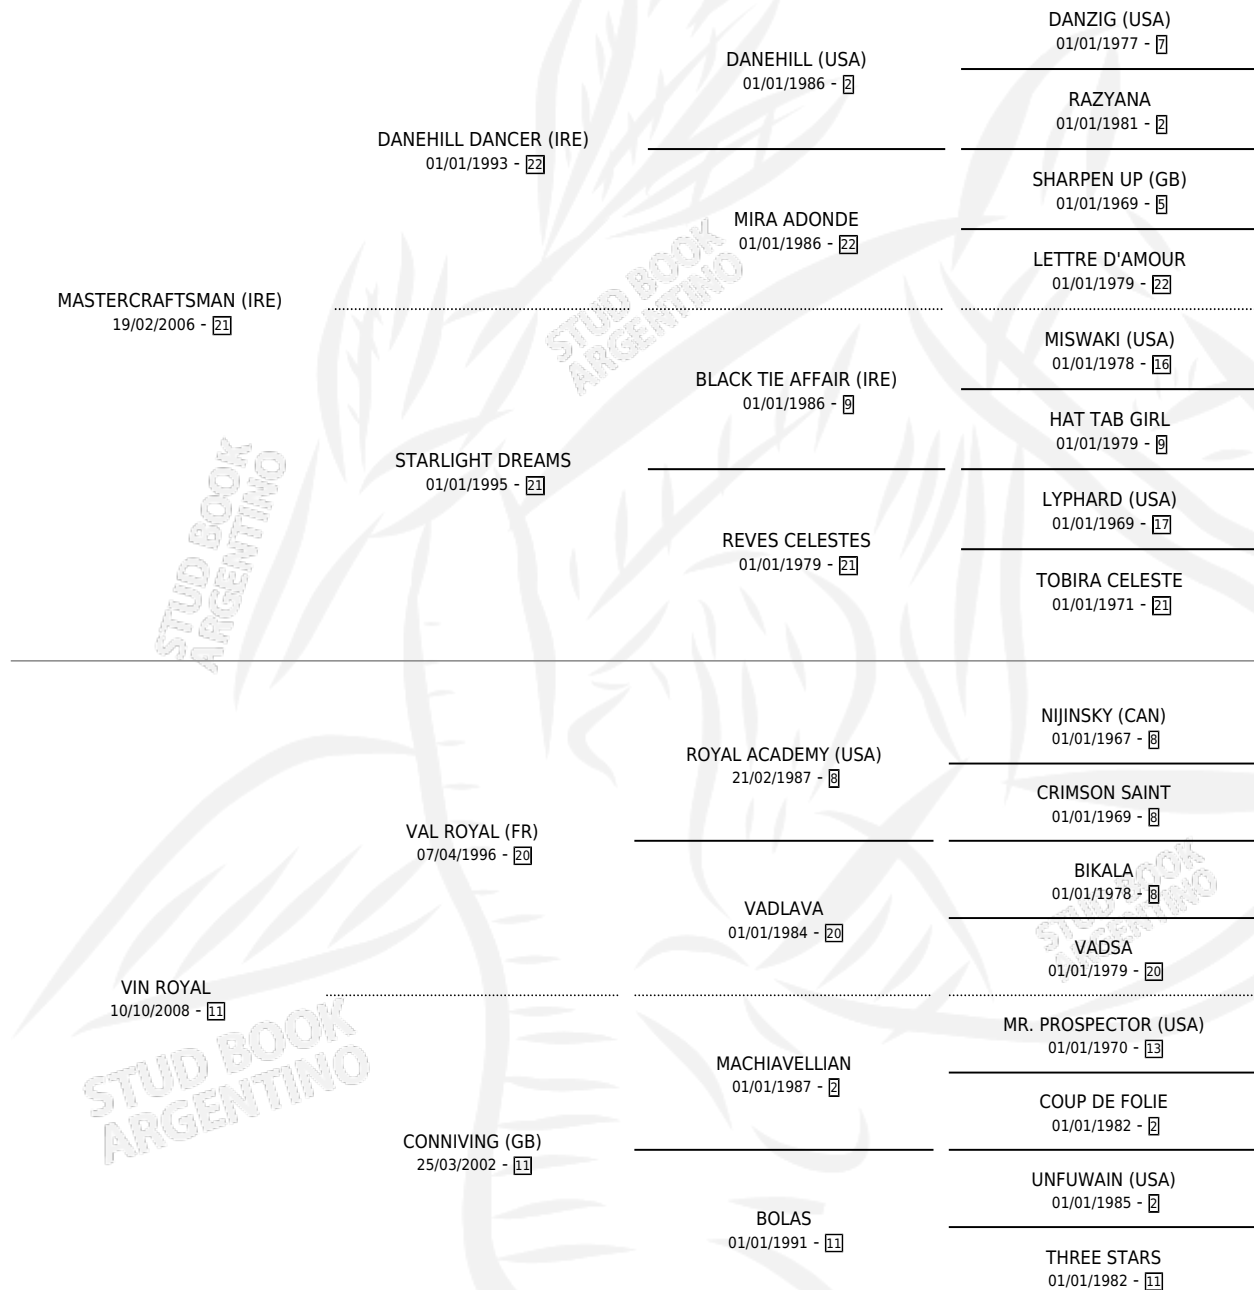 DANZIG (USA)
01/01/1977 - 7
DANEHILL (USA)
01/01/1986 - 2
RAZYANA
01/01/1981 - 2
DANEHILL DANCER (IRE)
01/01/1993 - 22
SHARPEN UP (GB)
01/01/1969 - 5
MIRA ADONDE
01/01/1986 - 22
LETTRE D'AMOUR
01/01/1979 - 22
MASTERCRAFTSMAN (IRE)
19/02/2006 - 21
STUD BOOK
ARGENTINO
MISWAKI (USA)
01/01/1978 - 16
BLACK TIE AFFAIR (IRE)
01/01/1986 - 9
HAT TAB GIRL
01/01/1979 - 9
STARLIGHT DREAMS
01/01/1995 - 21
LYPHARD (USA)
01/01/1969 - 17
REVES CELESTES
01/01/1979 - 21
TOBIRA CELESTE
01/01/1971 - 21
STUD BOOK
ARGENTINO
NIJINSKY (CAN)
01/01/1967 - 8
ROYAL ACADEMY (USA)
21/02/1987 - 8
CRIMSON SAINT
01/01/1969 - 8
VAL ROYAL (FR)
07/04/1996 - 20
BIKALA
01/01/1978 - 8
VADLAVA
01/01/1984 - 20
VADSA
01/01/1979 - 20
STUD BOOK
ARGENTINO
VIN ROYAL
10/10/2008 - 11
MR. PROSPECTOR (USA)
01/01/1970 - 13
MACHIAVELLIAN
01/01/1987 - 2
COUP DE FOLIE
01/01/1982 - 2
STUD BOOK
ARGENTINO
CONNIVING (GB)
25/03/2002 - 11
UNFUWAIN (USA)
01/01/1985 - 2
BOLAS
01/01/1991 - 11
THREE STARS
01/01/1982 - 11